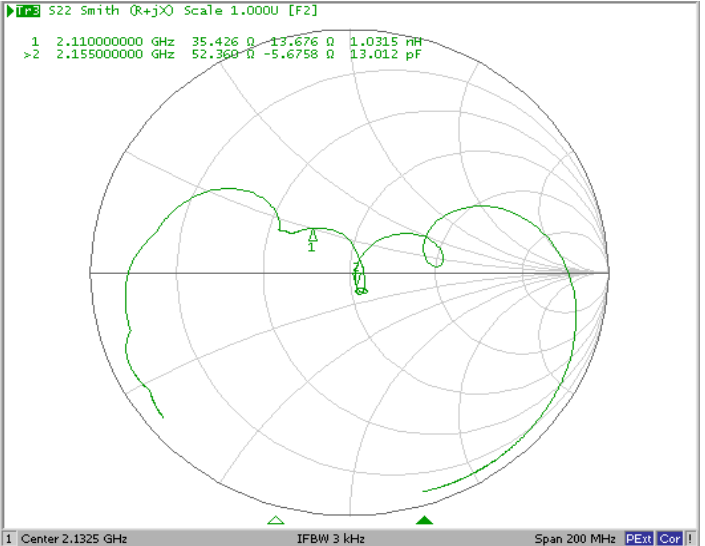 Tr3 S22 Smith (R+jX) Scale 1.000U [F2]
1 2.110000000 GHz 35.426 Ω 13.676 Ω 1.0315 nH
>2 2.155000000 GHz 52.360 Ω -5.6758 Ω 13.012 pF
1
2
1 Center 2.1325 GHz IFBW 3 kHz Span 200 MHz PExt Cor !